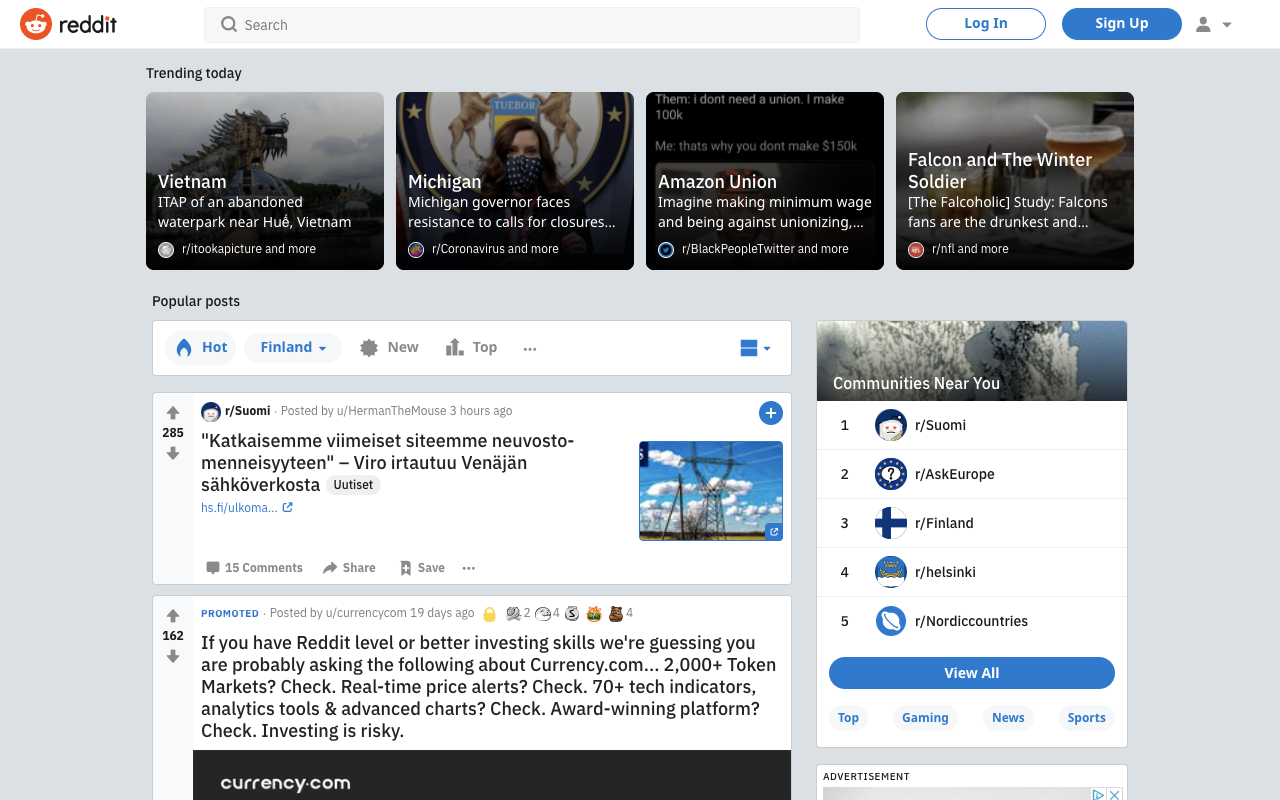 reddit
Search
Log In
Sign Up
Trending today
TUEBOR
Them: i dont need a union. I make
100k
Me: thats why you dont make $150k
Vietnam
ITAP of an abandoned
waterpark near Huế, Vietnam
r/itookapicture and more
Michigan
Michigan governor faces
resistance to calls for closures...
r/Coronavirus and more
Amazon Union
Imagine making minimum wage
and being against unionizing,...
r/BlackPeopleTwitter and more
Falcon and The Winter
Soldier
[The Falcoholic] Study: Falcons
fans are the drunkest and...
r/nfl and more
Popular posts
Hot
Finland
New
Top
285
r/Suomi · Posted by u/HermanTheMouse 3 hours ago
"Katkaisemme viimeiset siteemme neuvosto-
menneisyyteen" – Viro irtautuu Venäjän
sähköverkosta Uutiset
hs.fi/ulkoma...
15 Comments
Share
Save
162
PROMOTED · Posted by u/currencycom 19 days ago 2 4 4
If you have Reddit level or better investing skills we're guessing you
are probably asking the following about Currency.com... 2,000+ Token
Markets? Check. Real-time price alerts? Check. 70+ tech indicators,
analytics tools & advanced charts? Check. Award-winning platform?
Check. Investing is risky.
currency.com
Communities Near You
1 r/Suomi
2 r/AskEurope
3 r/Finland
4 r/helsinki
5 r/Nordiccountries
View All
Top
Gaming
News
Sports
ADVERTISEMENT